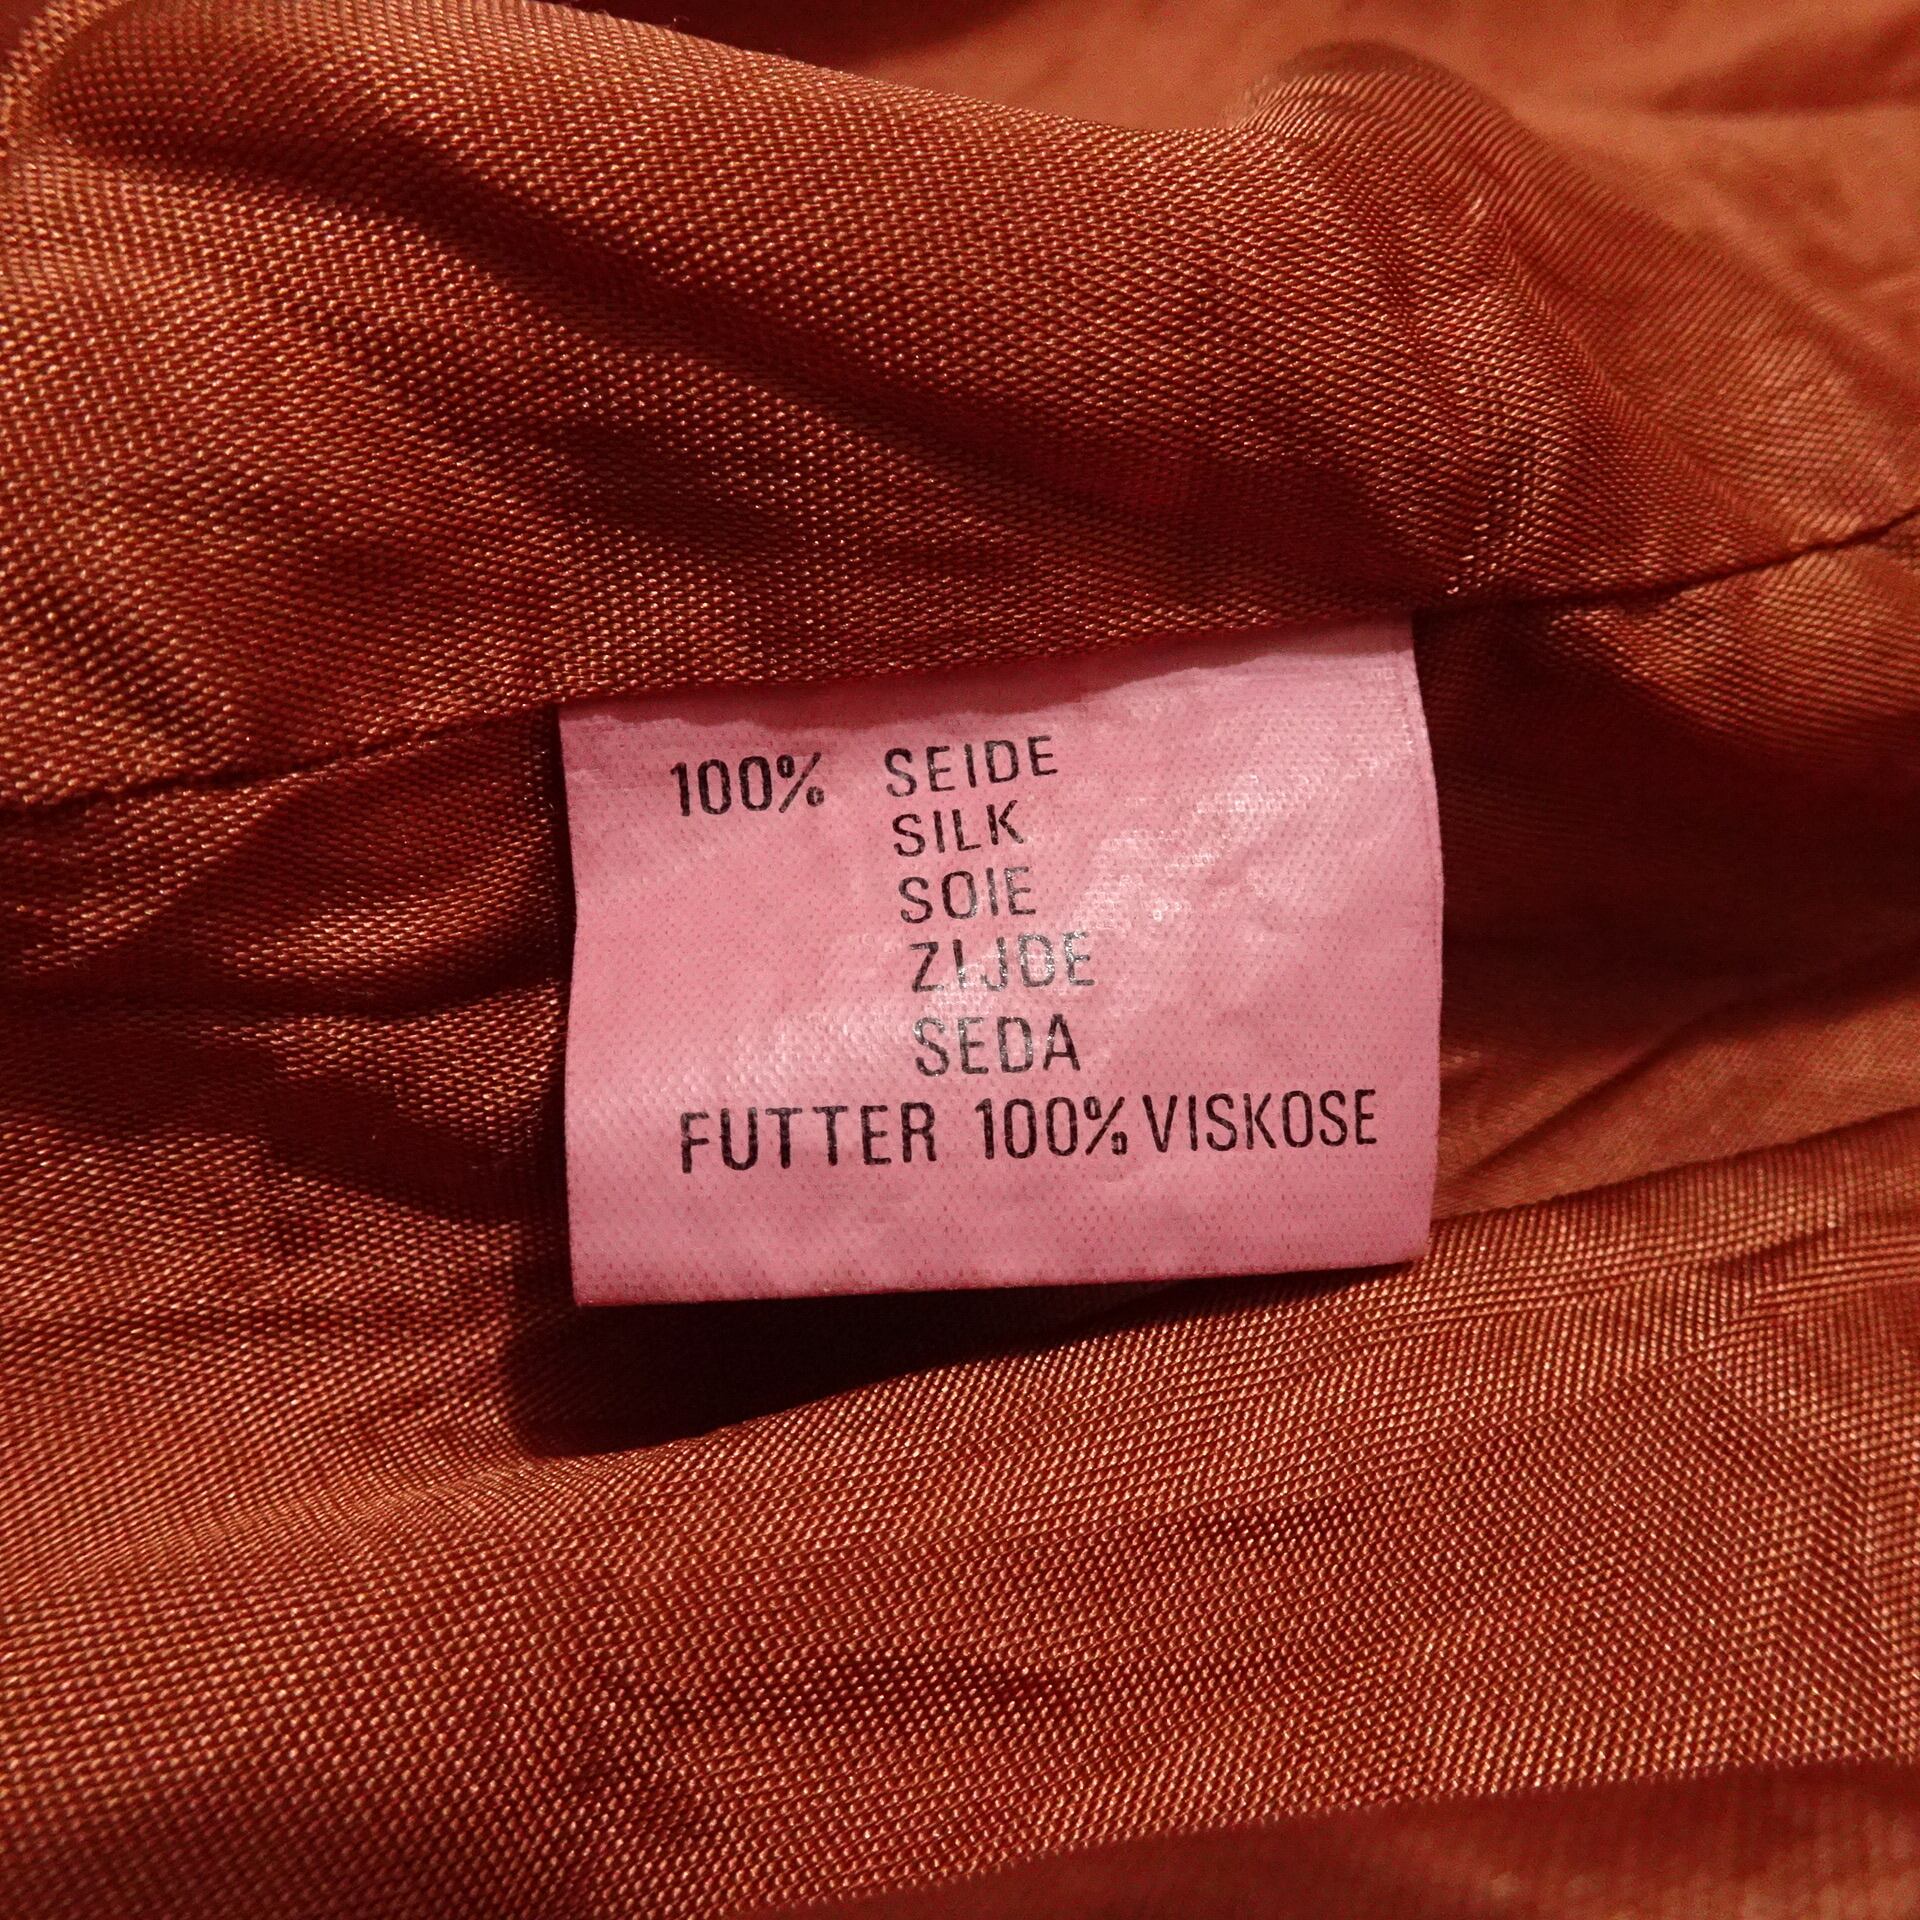 100% SEIDE
SILK
SOIE
ZIJDE
SEDA
FUTTER 100% VISKOSE